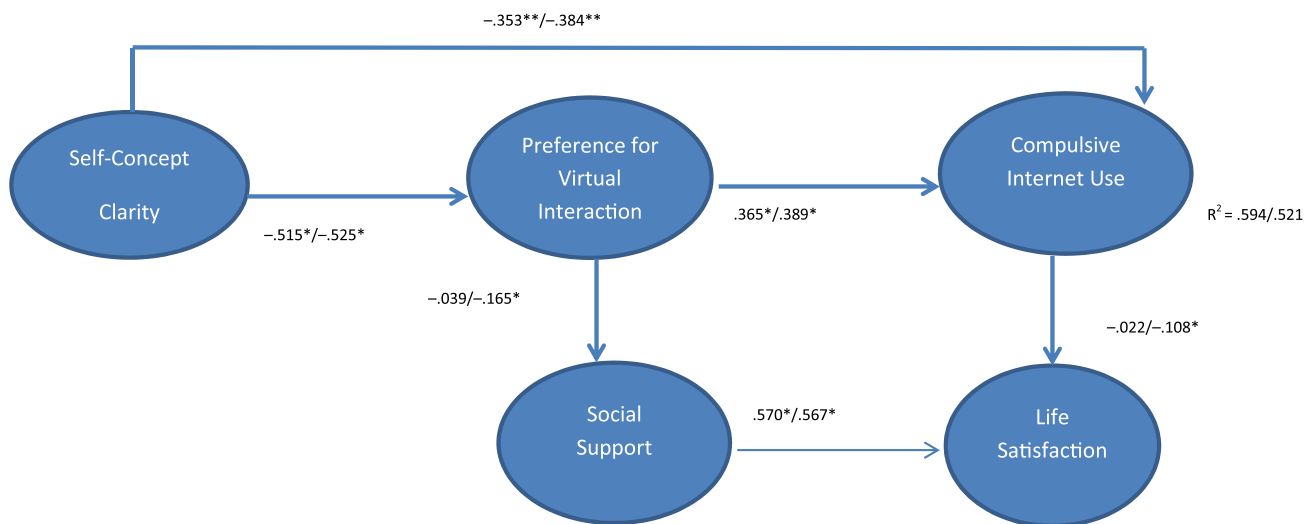 –.353**/–.384**
Self-Concept
Clarity
Preference for
Virtual
Interaction
Compulsive
Internet Use
R² = .594/.521
–.515*/–.525*
.365*/.389*
–.039/–.165*
–.022/–.108*
Social
Support
.570*/.567*
Life
Satisfaction